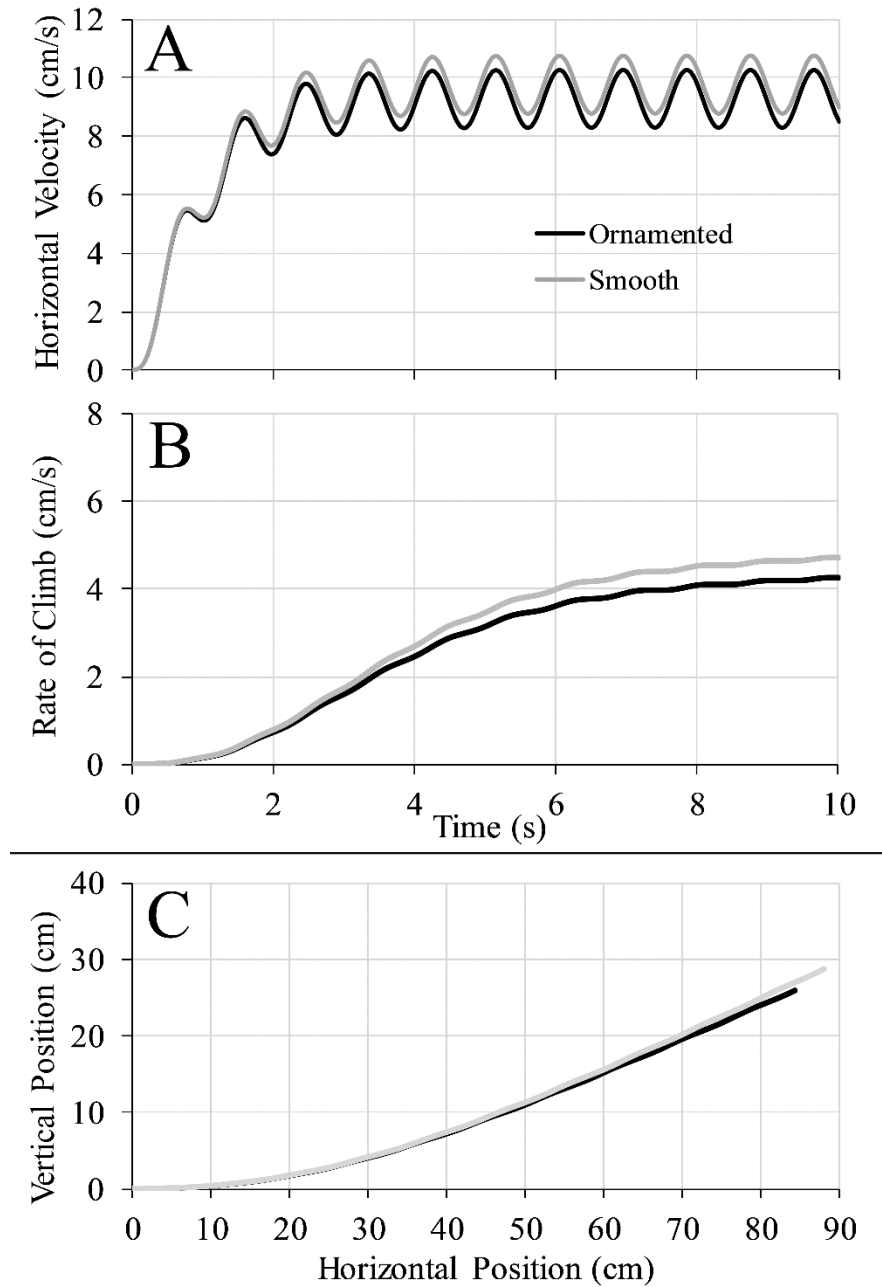 A
Horizontal Velocity (cm/s)
12
10
8
6
4
2
0
Ornamented
Smooth
B
Rate of Climb (cm/s)
8
6
4
2
0
0 2 4 6 8 10
Time (s)
C
Vertical Position (cm)
40
30
20
10
0
0 10 20 30 40 50 60 70 80 90
Horizontal Position (cm)